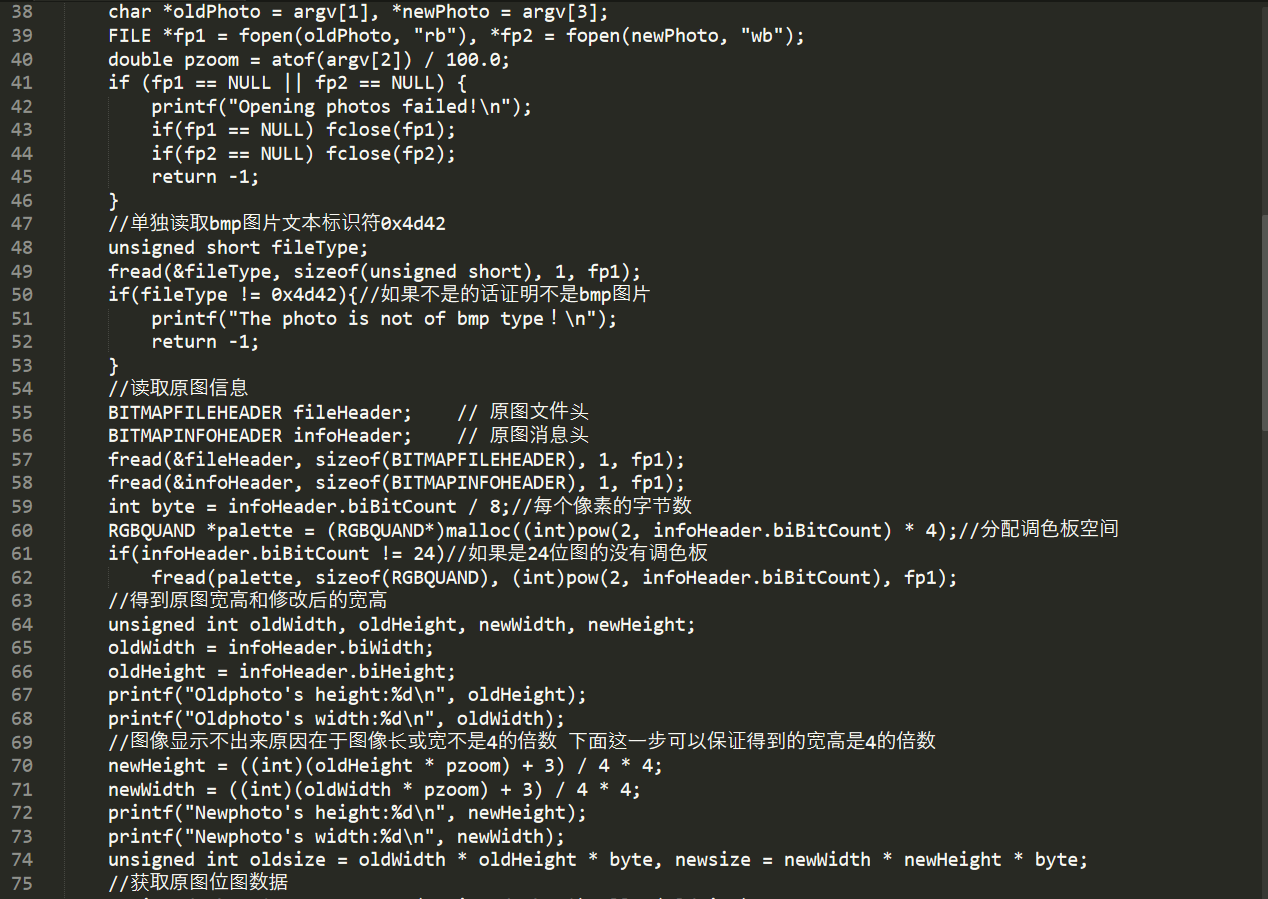 38 char *oldPhoto = argv[1], *newPhoto = argv[3];
39 FILE *fp1 = fopen(oldPhoto, "rb"), *fp2 = fopen(newPhoto, "wb");
40 double pzoom = atof(argv[2]) / 100.0;
41 if (fp1 == NULL || fp2 == NULL) {
42 printf("Opening photos failed!\n");
43 if(fp1 == NULL) fclose(fp1);
44 if(fp2 == NULL) fclose(fp2);
45 return -1;
46 }
47 //单独读取bmp图片文本标识符0x4d42
48 unsigned short fileType;
49 fread(&fileType, sizeof(unsigned short), 1, fp1);
50 if(fileType != 0x4d42){//如果不是的话证明不是bmp图片
51 printf("The photo is not of bmp type！\n");
52 return -1;
53 }
54 //读取原图信息
55 BITMAPFILEHEADER fileHeader; // 原图文件头
56 BITMAPINFOHEADER infoHeader; // 原图消息头
57 fread(&fileHeader, sizeof(BITMAPFILEHEADER), 1, fp1);
58 fread(&infoHeader, sizeof(BITMAPINFOHEADER), 1, fp1);
59 int byte = infoHeader.biBitCount / 8;//每个像素的字节数
60 RGBQUAND *palette = (RGBQUAND*)malloc((int)pow(2, infoHeader.biBitCount) * 4);//分配调色板空间
61 if(infoHeader.biBitCount != 24)//如果是24位图的没有调色板
62 fread(palette, sizeof(RGBQUAND), (int)pow(2, infoHeader.biBitCount), fp1);
63 //得到原图宽高和修改后的宽高
64 unsigned int oldWidth, oldHeight, newWidth, newHeight;
65 oldWidth = infoHeader.biWidth;
66 oldHeight = infoHeader.biHeight;
67 printf("Oldphoto's height:%d\n", oldHeight);
68 printf("Oldphoto's width:%d\n", oldWidth);
69 //图像显示不出来原因在于图像长或宽不是4的倍数 下面这一步可以保证得到的宽高是4的倍数
70 newHeight = ((int)(oldHeight * pzoom) + 3) / 4 * 4;
71 newWidth = ((int)(oldWidth * pzoom) + 3) / 4 * 4;
72 printf("Newphoto's height:%d\n", newHeight);
73 printf("Newphoto's width:%d\n", newWidth);
74 unsigned int oldsize = oldWidth * oldHeight * byte, newsize = newWidth * newHeight * byte;
75 //获取原图位图数据